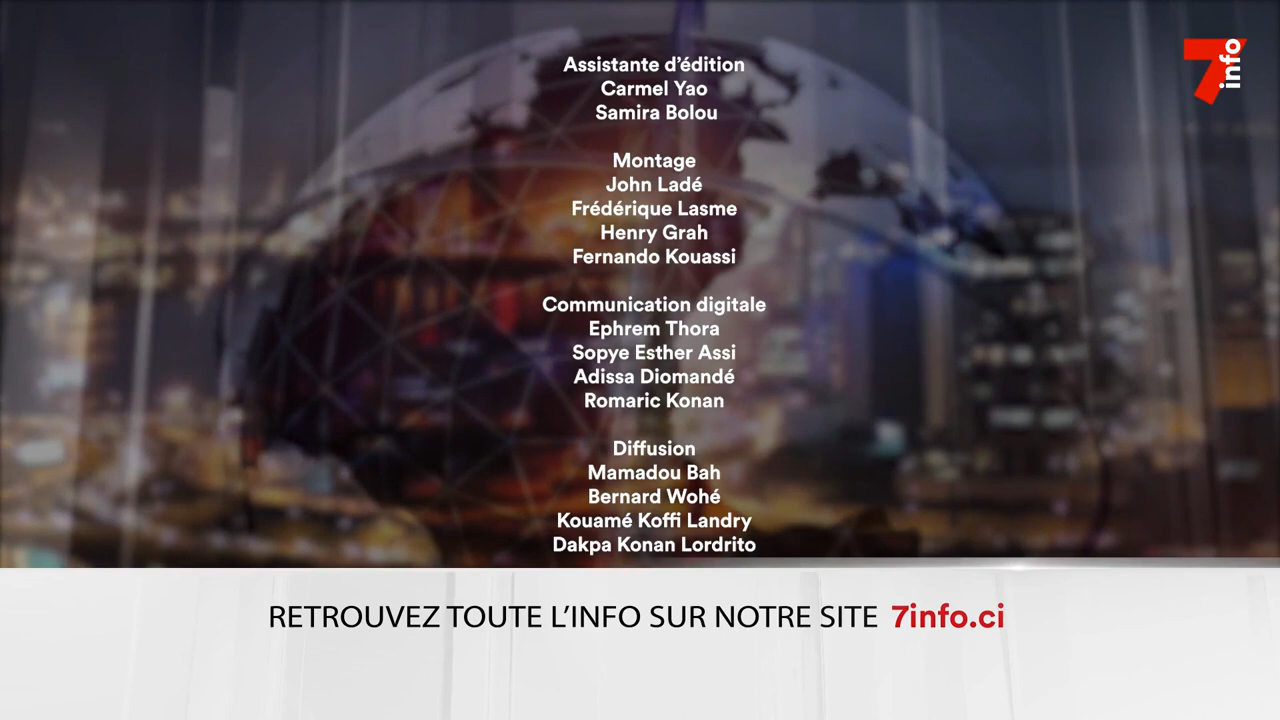 7info
Assistante d’édition
Carmel Yao
Samira Bolou
Montage
John Ladé
Frédérique Lasme
Henry Grah
Fernando Kouassi
Communication digitale
Ephrem Thora
Sopye Esther Assi
Adissa Diomandé
Romaric Konan
Diffusion
Mamadou Bah
Bernard Wohé
Kouamé Koffi Landry
Dakpa Konan Lordrito
RETROUVEZ TOUTE L’INFO SUR NOTRE SITE 7info.ci